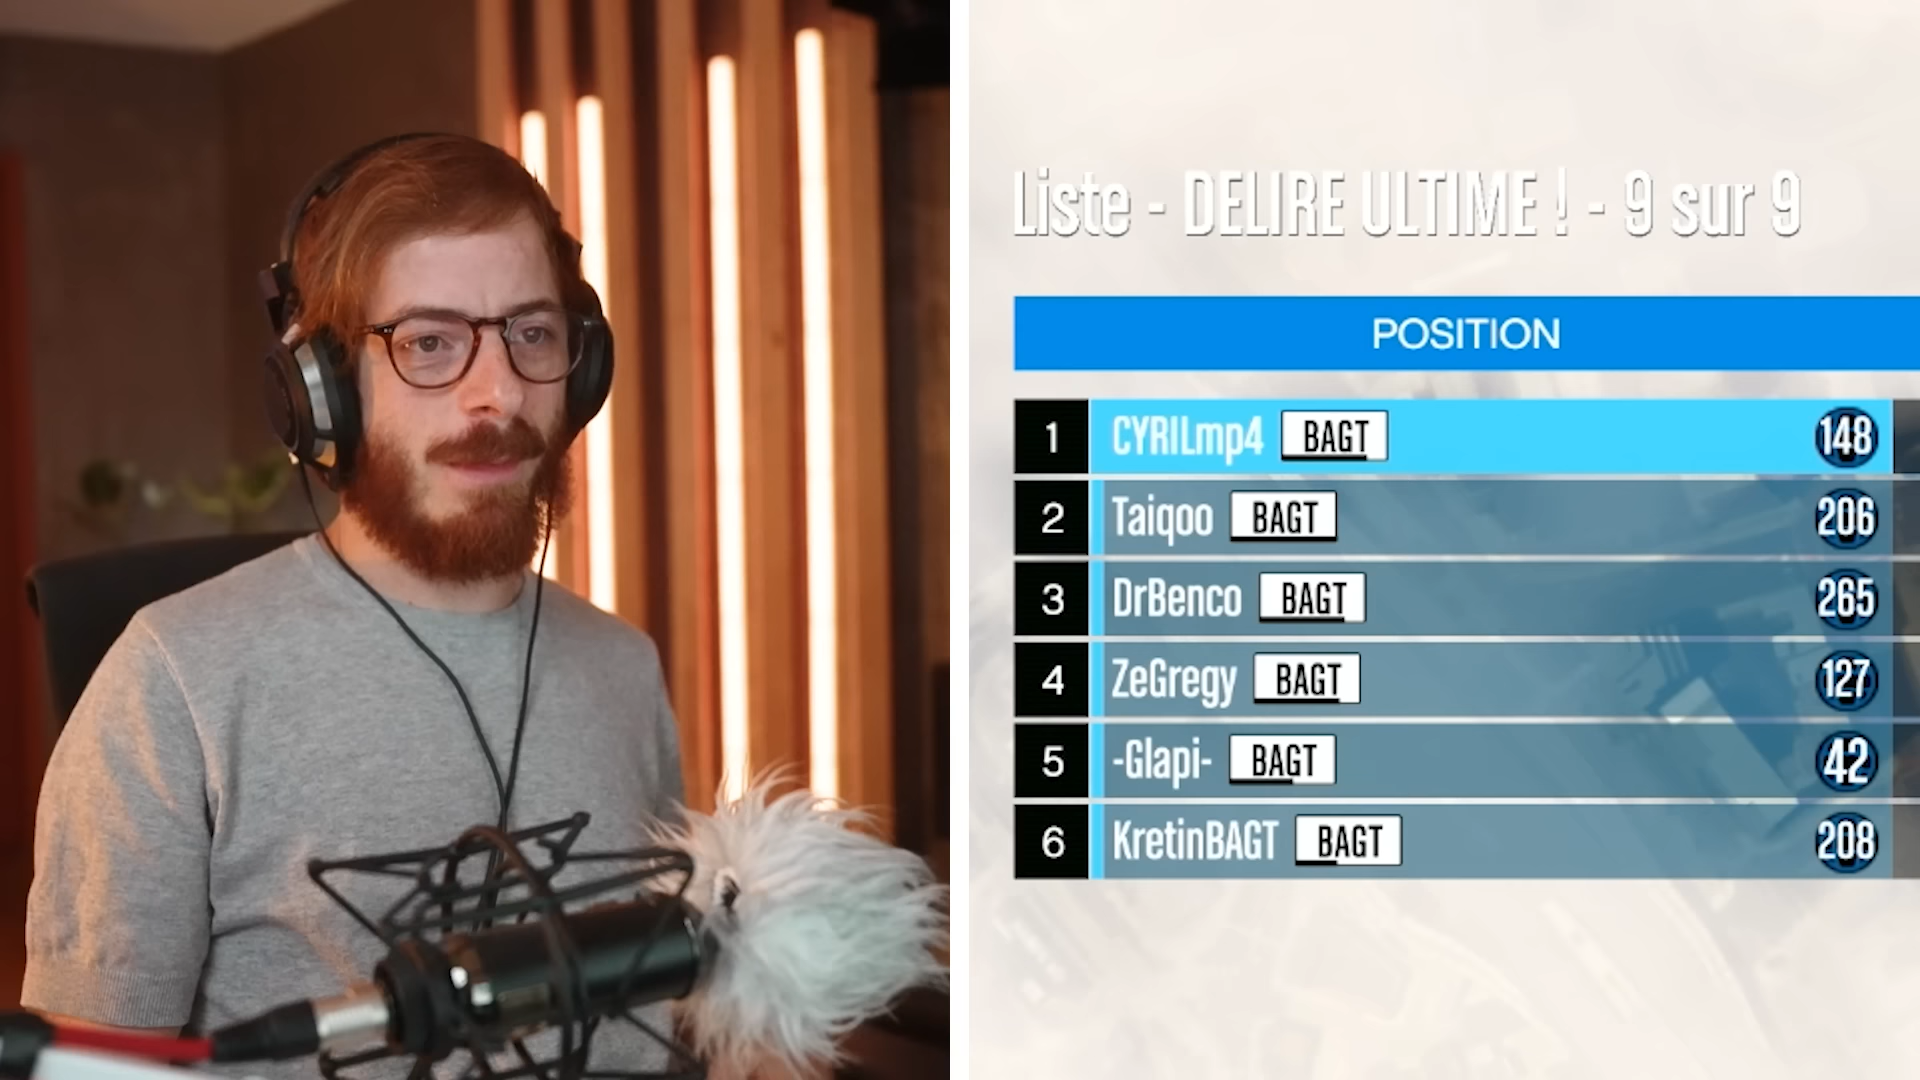 Liste - DELIRE ULTIME ! - 9 sur 9
POSITION
1 CYRILmp4 BAGT 148
2 Taiqoo BAGT 206
3 DrBenco BAGT 265
4 ZeGregy BAGT 127
5 -Glapi- BAGT 42
6 KretinBAGT BAGT 208